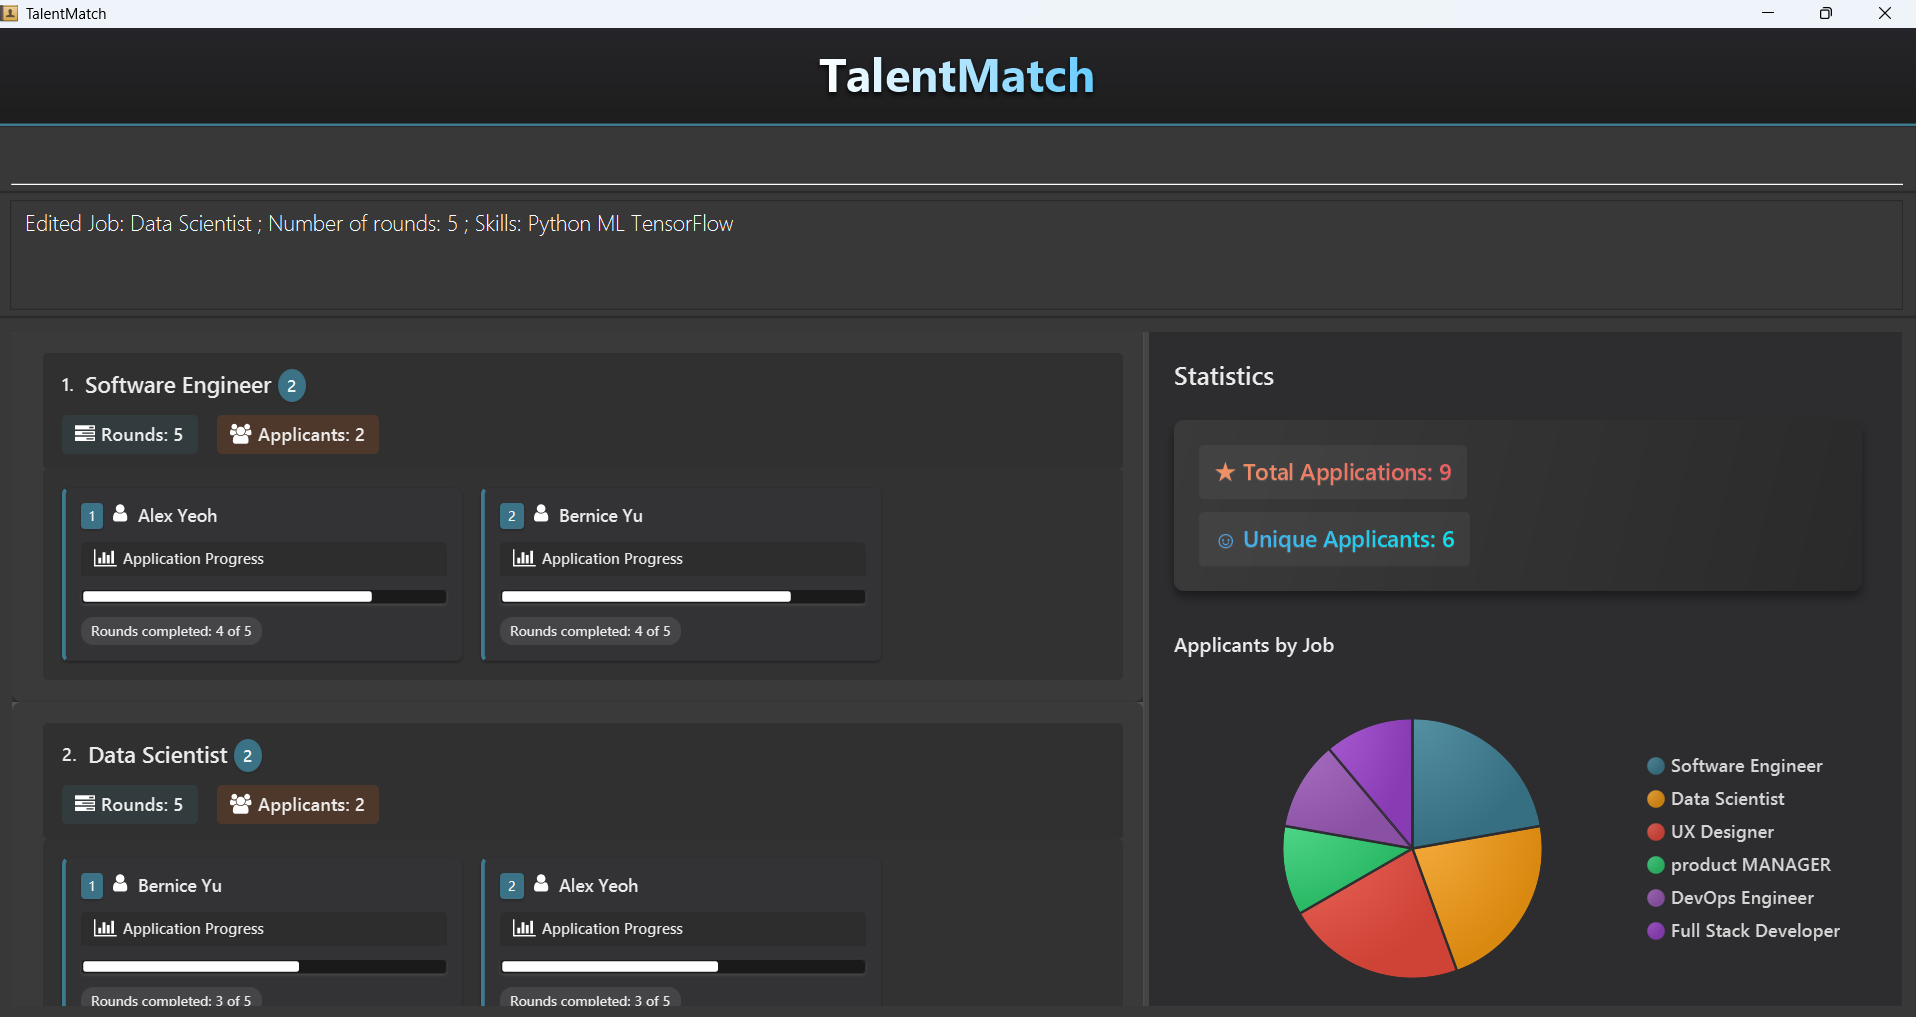 TalentMatch
TalentMatch
Edited Job: Data Scientist ; Number of rounds: 5 ; Skills: Python ML TensorFlow
1. Software Engineer 2
Rounds: 5 Applicants: 2
1 Alex Yeoh
Application Progress
Rounds completed: 4 of 5
2 Bernice Yu
Application Progress
Rounds completed: 4 of 5
2. Data Scientist 2
Rounds: 5 Applicants: 2
1 Bernice Yu
Application Progress
Rounds completed: 3 of 5
2 Alex Yeoh
Application Progress
Rounds completed: 3 of 5
Statistics
★ Total Applications: 9
☺ Unique Applicants: 6
Applicants by Job
Software Engineer
Data Scientist
UX Designer
product MANAGER
DevOps Engineer
Full Stack Developer